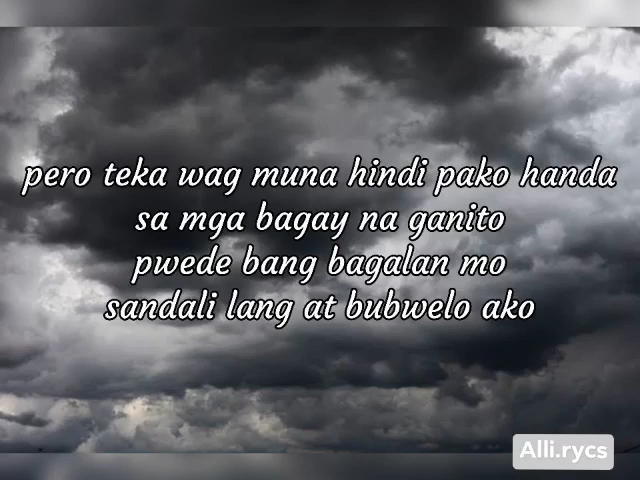 pero teka wag muna hindi pako handa
sa mga bagay na ganito
pwede bang bagalan mo
sandali lang at bubwelo ako
Alli.rycs